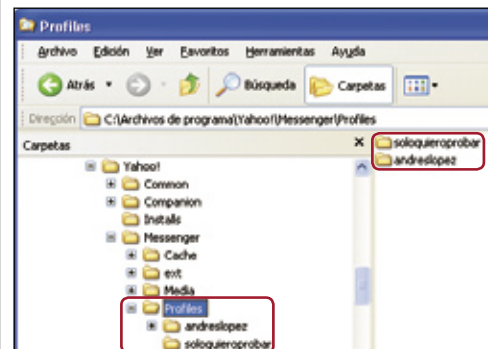 Profiles
Archivo Edición Ver Favoritos Herramientas Ayuda
Atrás Búsqueda Carpetas
Dirección C:\Archivos de programa\Yahoo!\Messenger\Profiles
Carpetas
soloquieroprobar
andreslopez
Yahoo!
Common
Companion
Installs
Messenger
Cache
ext
Media
Profiles
andreslopez
soloquieroprobar